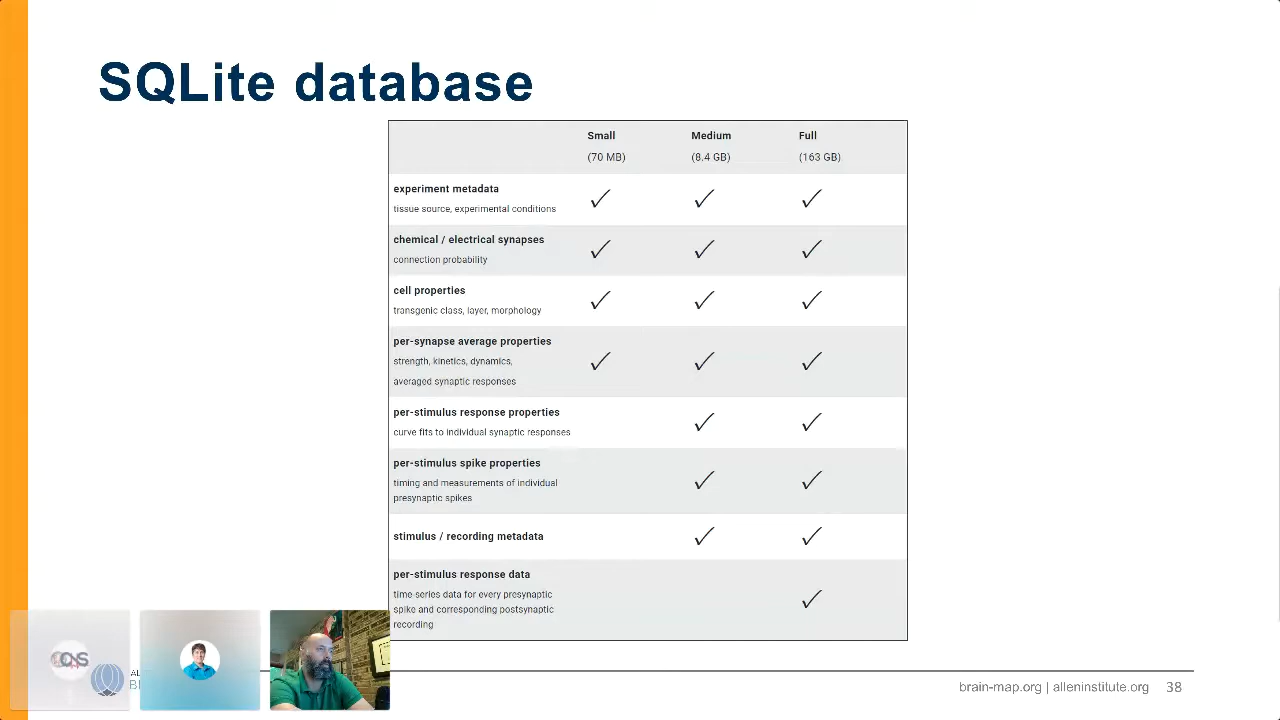 SQLite database
Small Medium Full
(70 MB) (8.4 GB) (163 GB)
experiment metadata
tissue source, experimental conditions
✓ ✓ ✓
chemical / electrical synapses
connection probability
✓ ✓ ✓
cell properties
transgenic class, layer, morphology
✓ ✓ ✓
per-synapse average properties
strength, kinetics, dynamics,
averaged synaptic responses
✓ ✓ ✓
per-stimulus response properties
curve fits to individual synaptic responses
✓ ✓
per-stimulus spike properties
timing and measurements of individual
presynaptic spikes
✓ ✓
stimulus / recording metadata
✓ ✓
per-stimulus response data
time-series data for every presynaptic
spike and corresponding postsynaptic
recording
✓
brain-map.org | alleninstitute.org 38